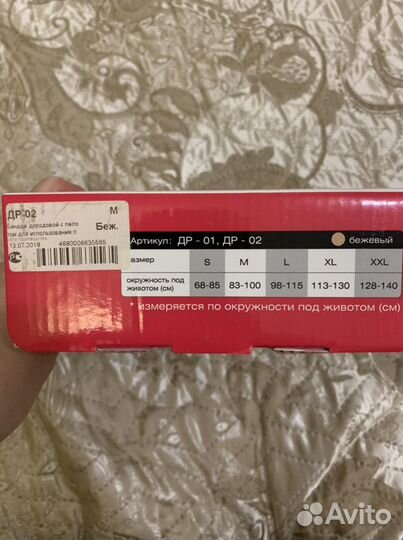 ДР-02 М
Бандаж дородовой с пело
том для использования п Беж.
дата производства
13.07.2018 4680006635565
Артикул: ДР - 01, ДР - 02 бежевый
размер S M L XL XXL
окружность под
животом (см) 68-85 83-100 98-115 113-130 128-140
* измеряется по окружности под животом (см)
Avito